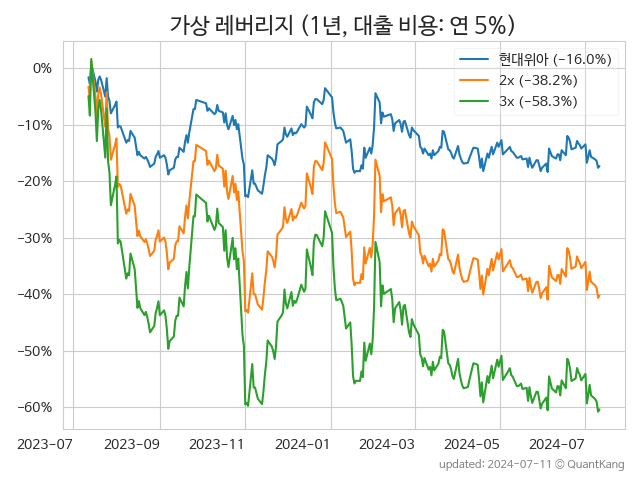 가상 레버리지 (1년, 대출 비용: 연 5%)
현대위아 (−16.0%)
2x (−38.2%)
3x (−58.3%)
0%
−10%
−20%
−30%
−40%
−50%
−60%
2023-07 2023-09 2023-11 2024-01 2024-03 2024-05 2024-07
updated: 2024-07-11 © QuantKang